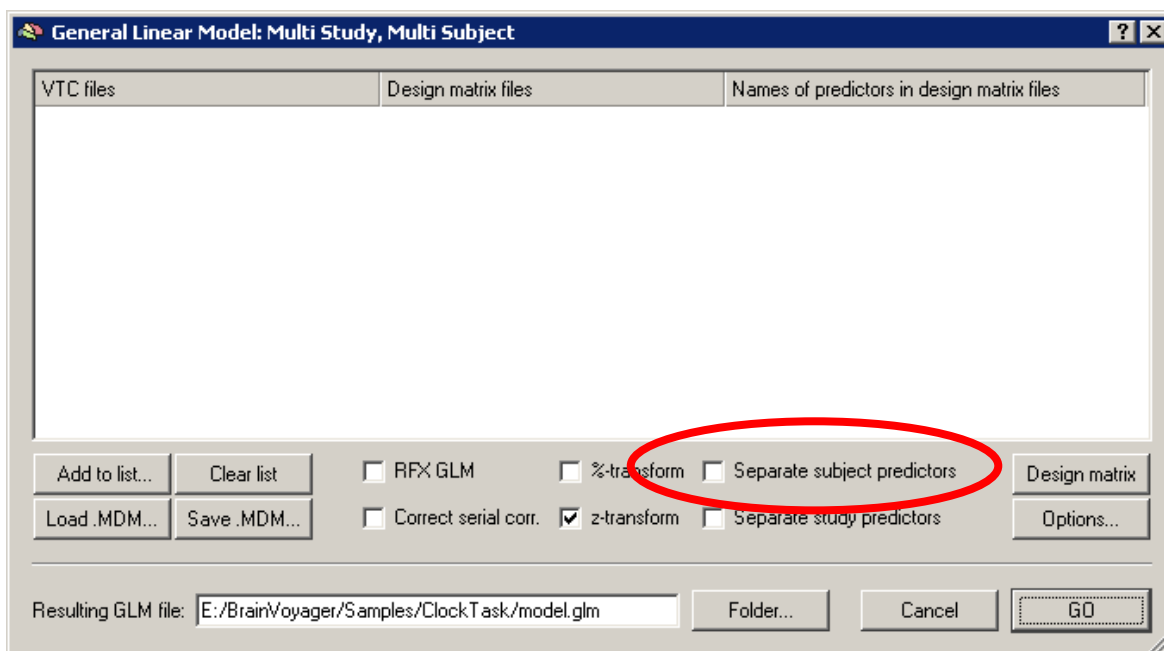 General Linear Model: Multi Study, Multi Subject
VTC files Design matrix files Names of predictors in design matrix files
Add to list... Clear list RFX GLM %-transform Separate subject predictors Design matrix
Load .MDM... Save .MDM... Correct serial corr. z-transform Separate study predictors Options...
Resulting GLM file: E:/BrainVoyager/Samples/ClockTask/model.glm Folder... Cancel GO